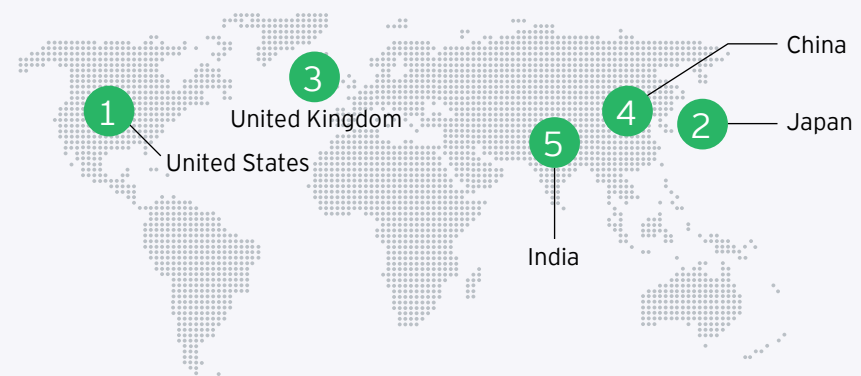 1
United States
3
United Kingdom
5
India
4
China
2
Japan